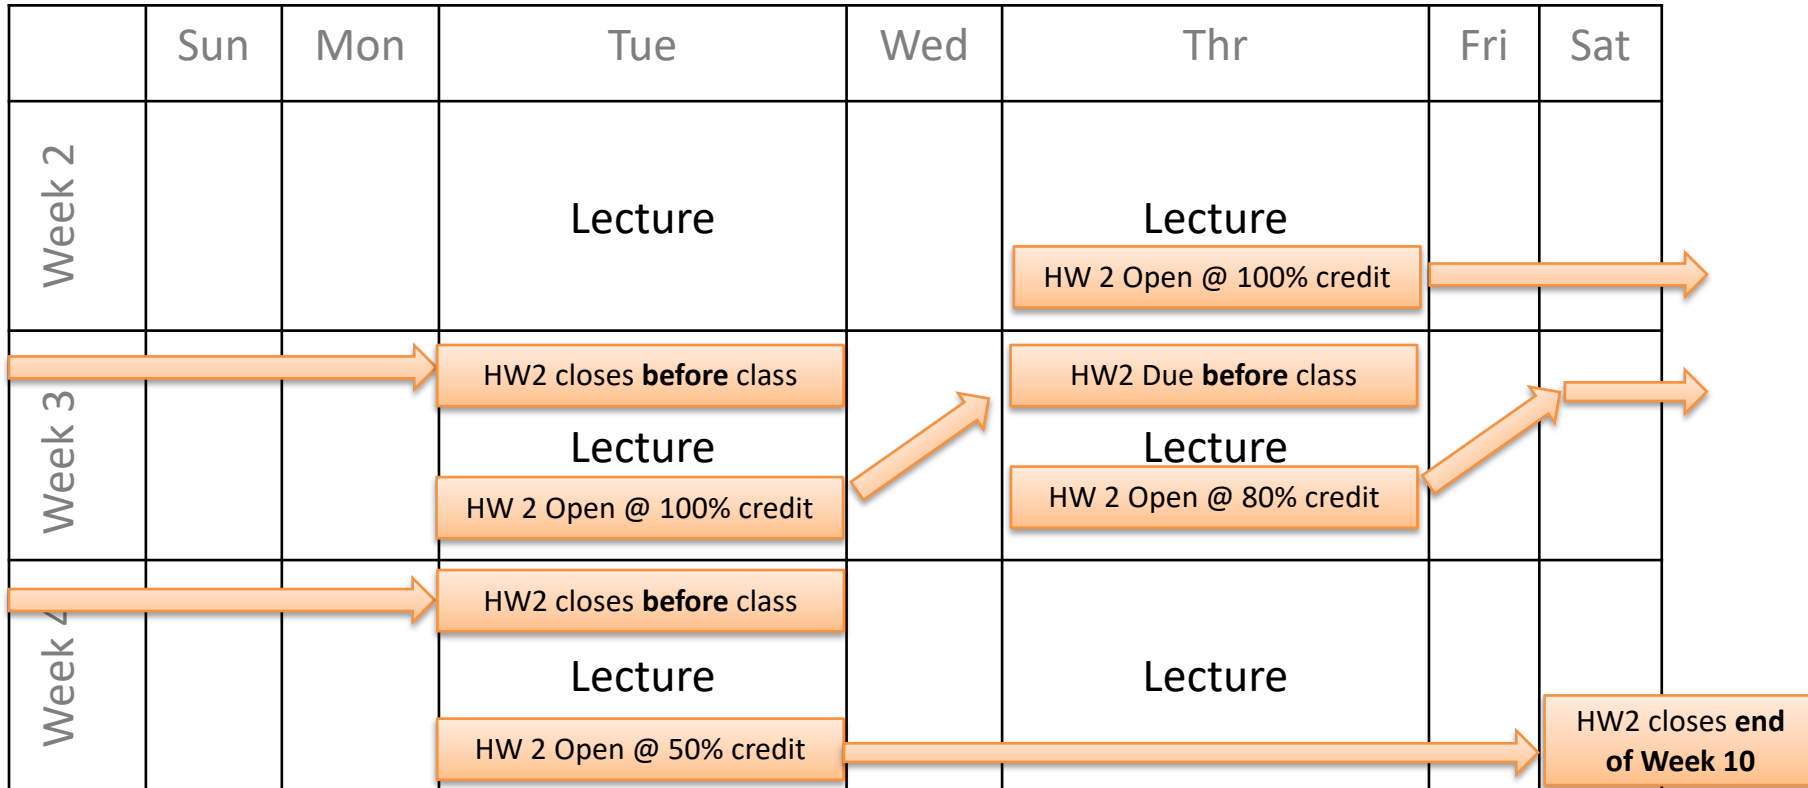 Sun Mon Tue Wed Thr Fri Sat
Week 2
Lecture
Lecture
HW 2 Open @ 100% credit
Week 3
HW2 closes before class
Lecture
HW 2 Open @ 100% credit
HW2 Due before class
Lecture
HW 2 Open @ 80% credit
Week 4
HW2 closes before class
Lecture
HW 2 Open @ 50% credit
Lecture
HW2 closes end
of Week 10